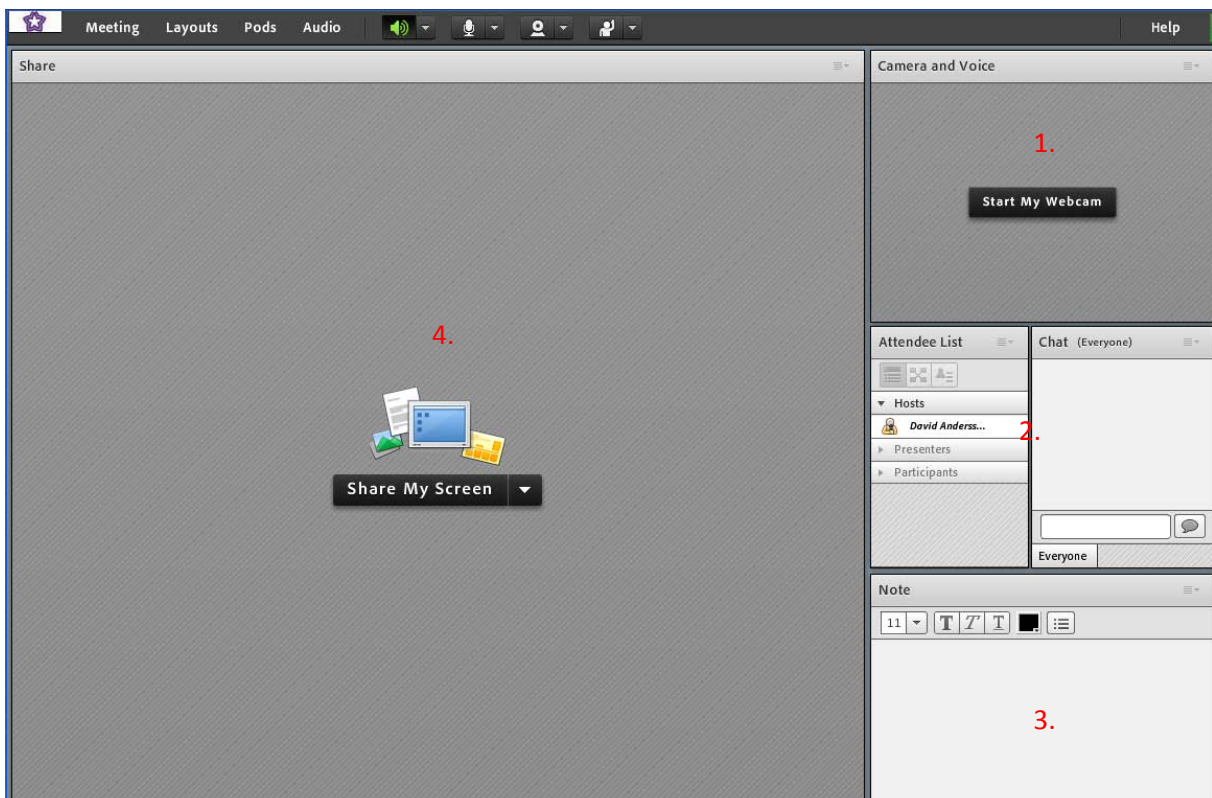 Meeting Layouts Pods Audio Help
Share
4.
Share My Screen
Camera and Voice
1.
Start My Webcam
Attendee List
Hosts
David Anderss...
2.
Presenters
Participants
Chat (Everyone)
Everyone
Note
11 T T T
3.